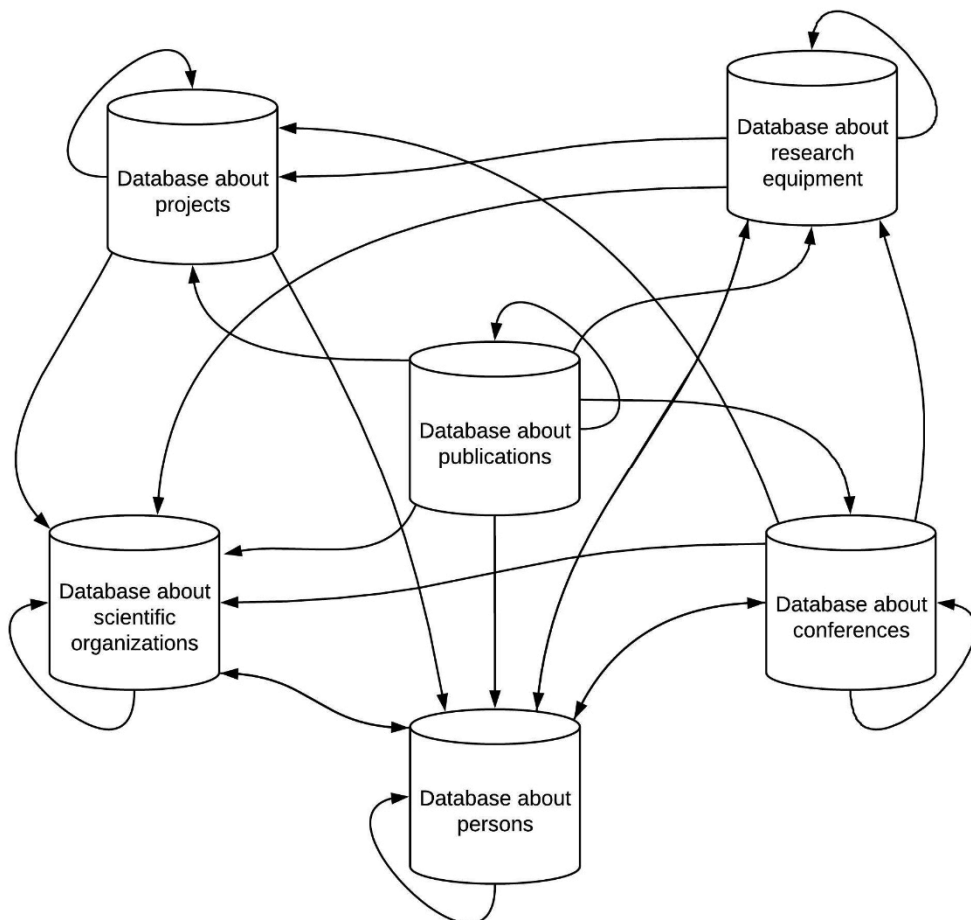 Database about
projects
Database about
research
equipment
Database about
publications
Database about
scientific
organizations
Database about
conferences
Database about
persons